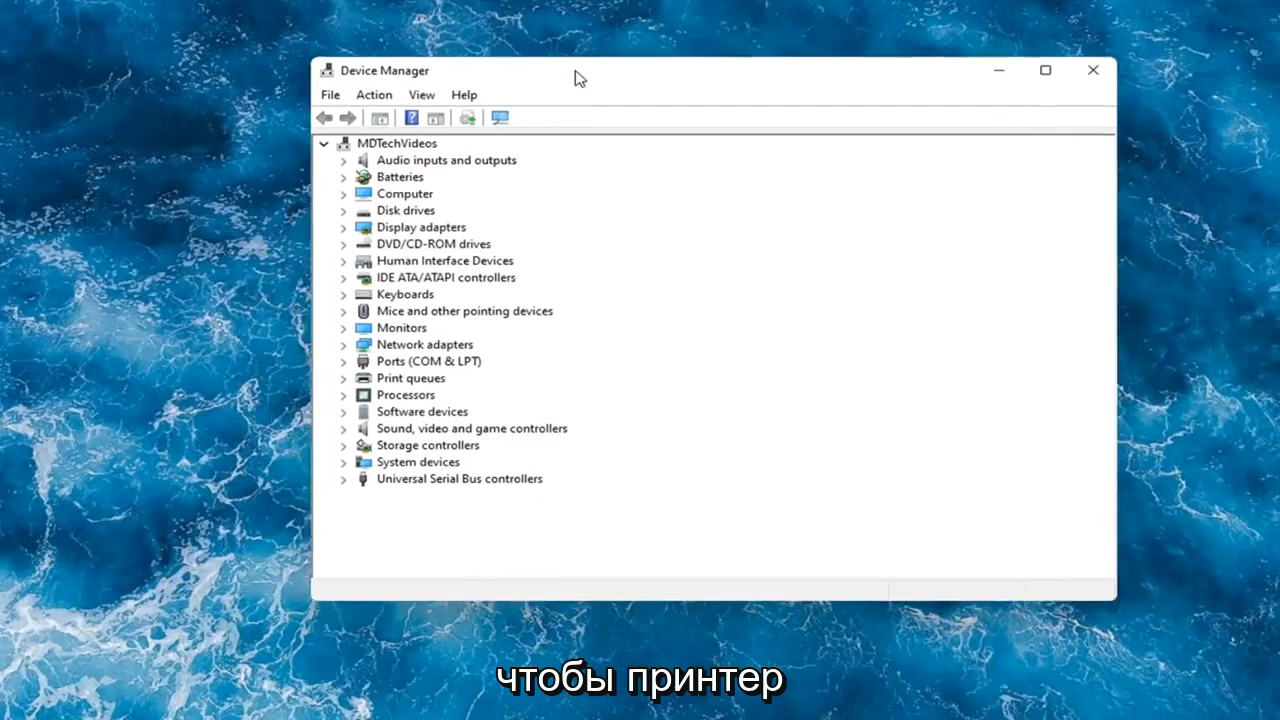 Device Manager
File Action View Help
MDTechVideos
Audio inputs and outputs
Batteries
Computer
Disk drives
Display adapters
DVD/CD-ROM drives
Human Interface Devices
IDE ATA/ATAPI controllers
Keyboards
Mice and other pointing devices
Monitors
Network adapters
Ports (COM & LPT)
Print queues
Processors
Software devices
Sound, video and game controllers
Storage controllers
System devices
Universal Serial Bus controllers
чтобы принтер